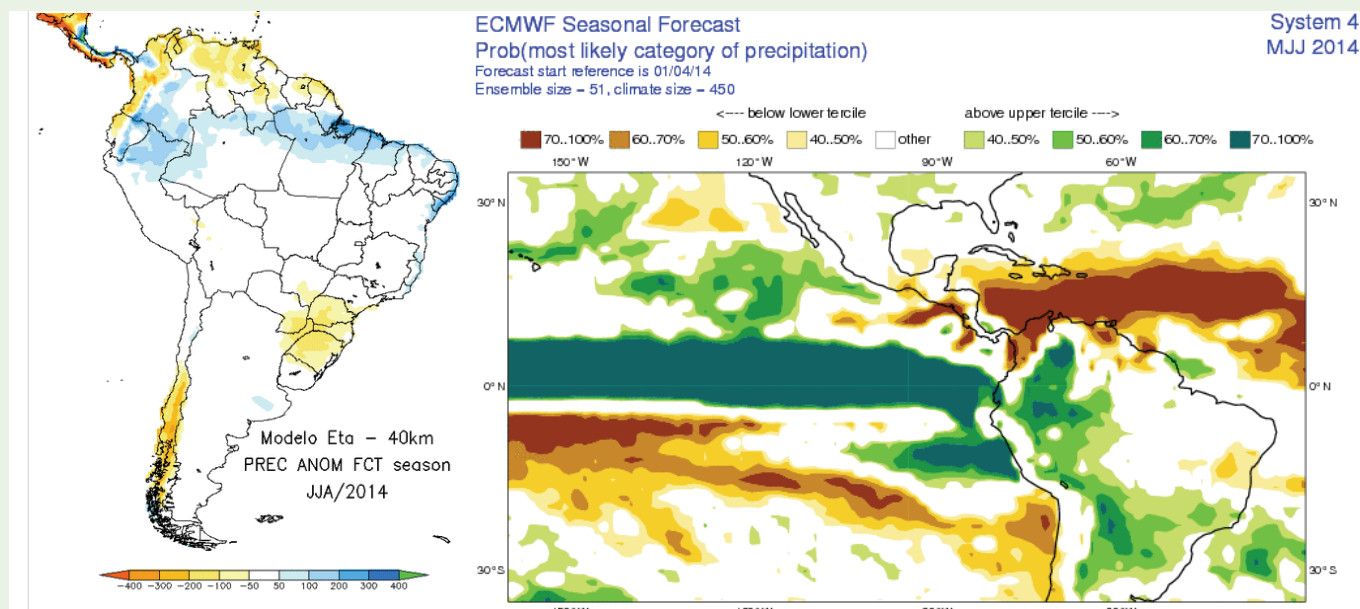 Modelo Eta – 40km
PREC ANOM FCT season
JJA/2014
−400 −300 −200 −100 −50 50 100 200 300 400
ECMWF Seasonal Forecast
Prob(most likely category of precipitation)
Forecast start reference is 01/04/14
Ensemble size – 51, climate size – 450
System 4
MJJ 2014
<---- below lower tercile
above upper tercile ---->
70..100% 60..70% 50..60% 40..50% other 40..50% 50..60% 60..70% 70..100%
150°W 120°W 90°W 60°W
30°N 30°N
0°N 0°N
30°S 30°S